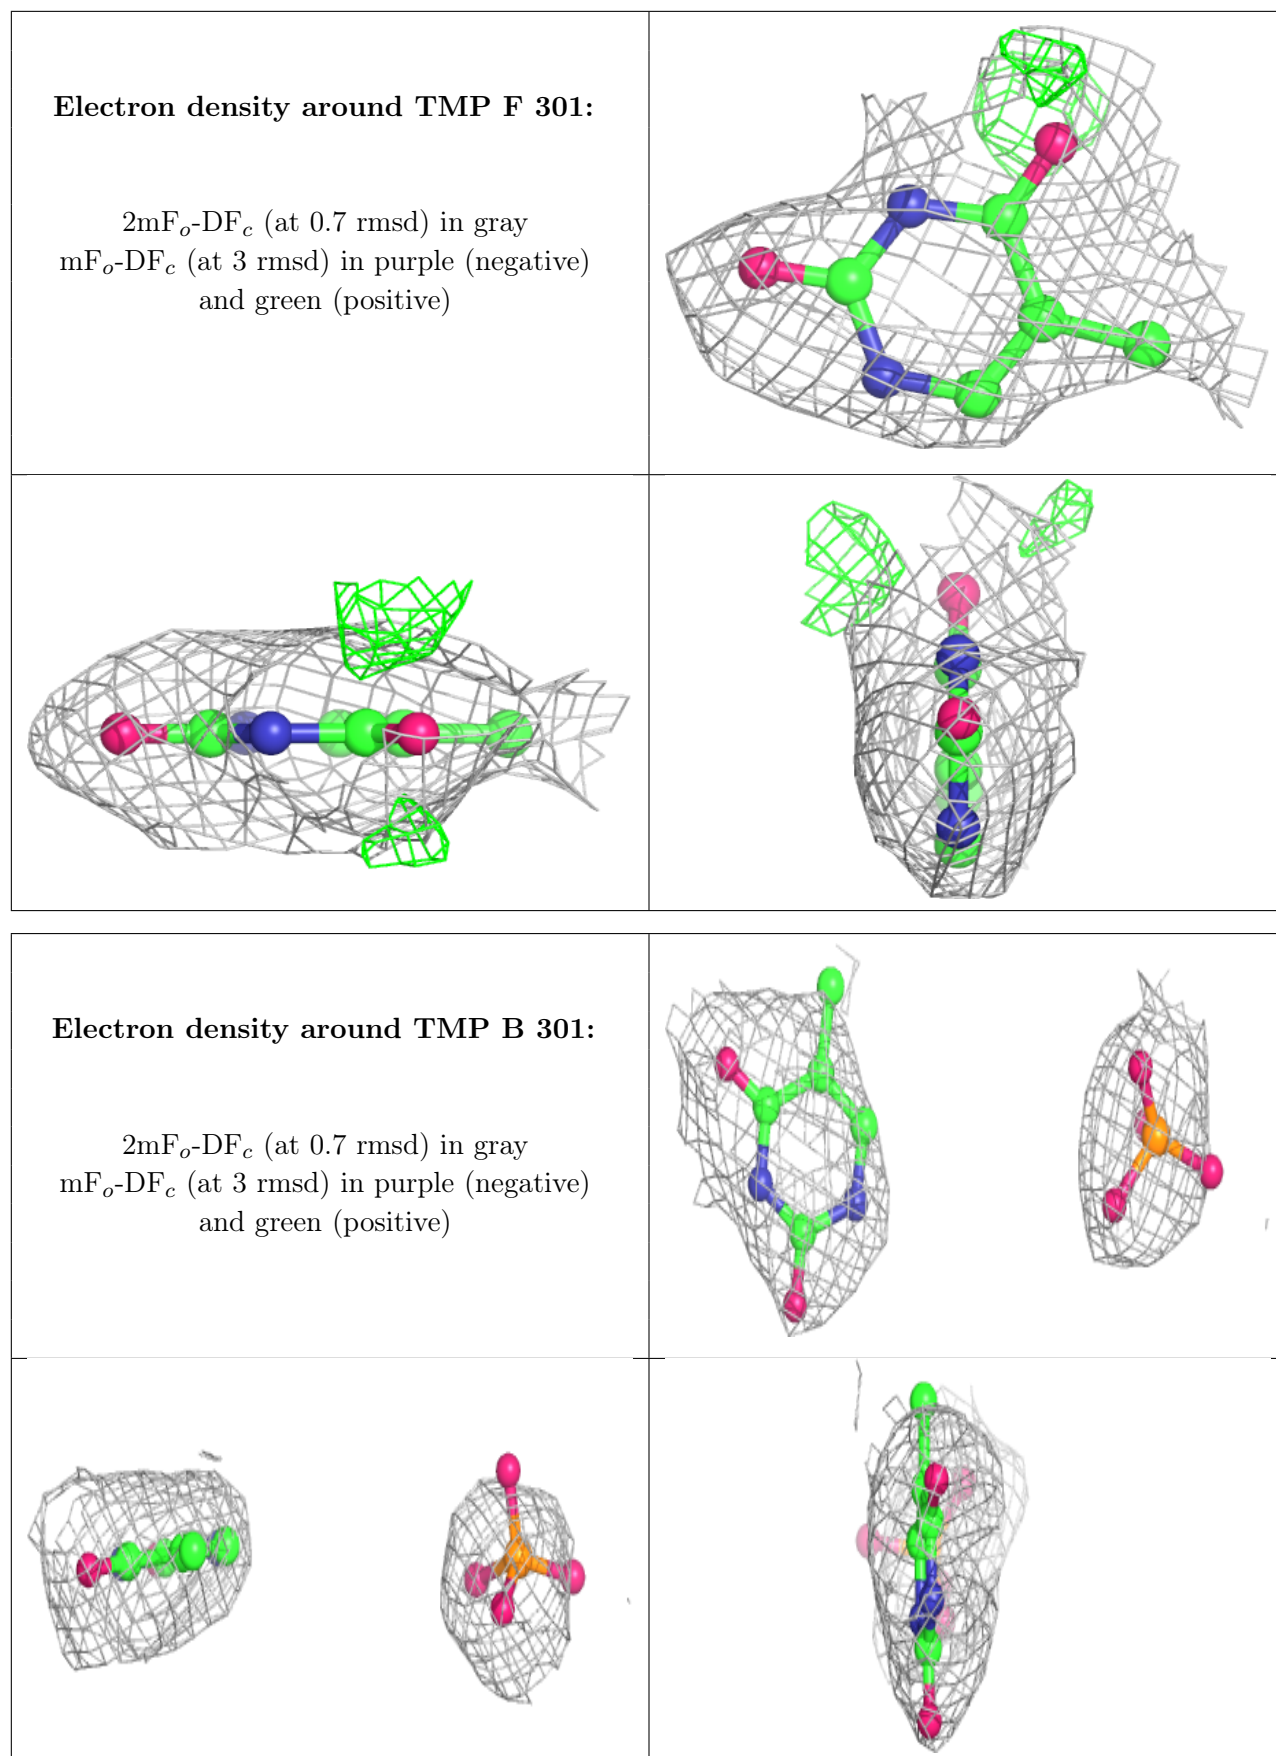 Electron density around TMP F 301:
2mFₒ-DF𝑐 (at 0.7 rmsd) in gray
mFₒ-DF𝑐 (at 3 rmsd) in purple (negative)
and green (positive)
Electron density around TMP B 301:
2mFₒ-DF𝑐 (at 0.7 rmsd) in gray
mFₒ-DF𝑐 (at 3 rmsd) in purple (negative)
and green (positive)